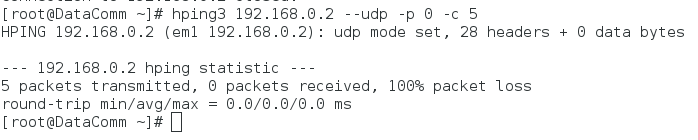 [root@DataComm ~]# hping3 192.168.0.2 --udp -p 0 -c 5
HPING 192.168.0.2 (em1 192.168.0.2): udp mode set, 28 headers + 0 data bytes
--- 192.168.0.2 hping statistic ---
5 packets transmitted, 0 packets received, 100% packet loss
round-trip min/avg/max = 0.0/0.0/0.0 ms
[root@DataComm ~]#